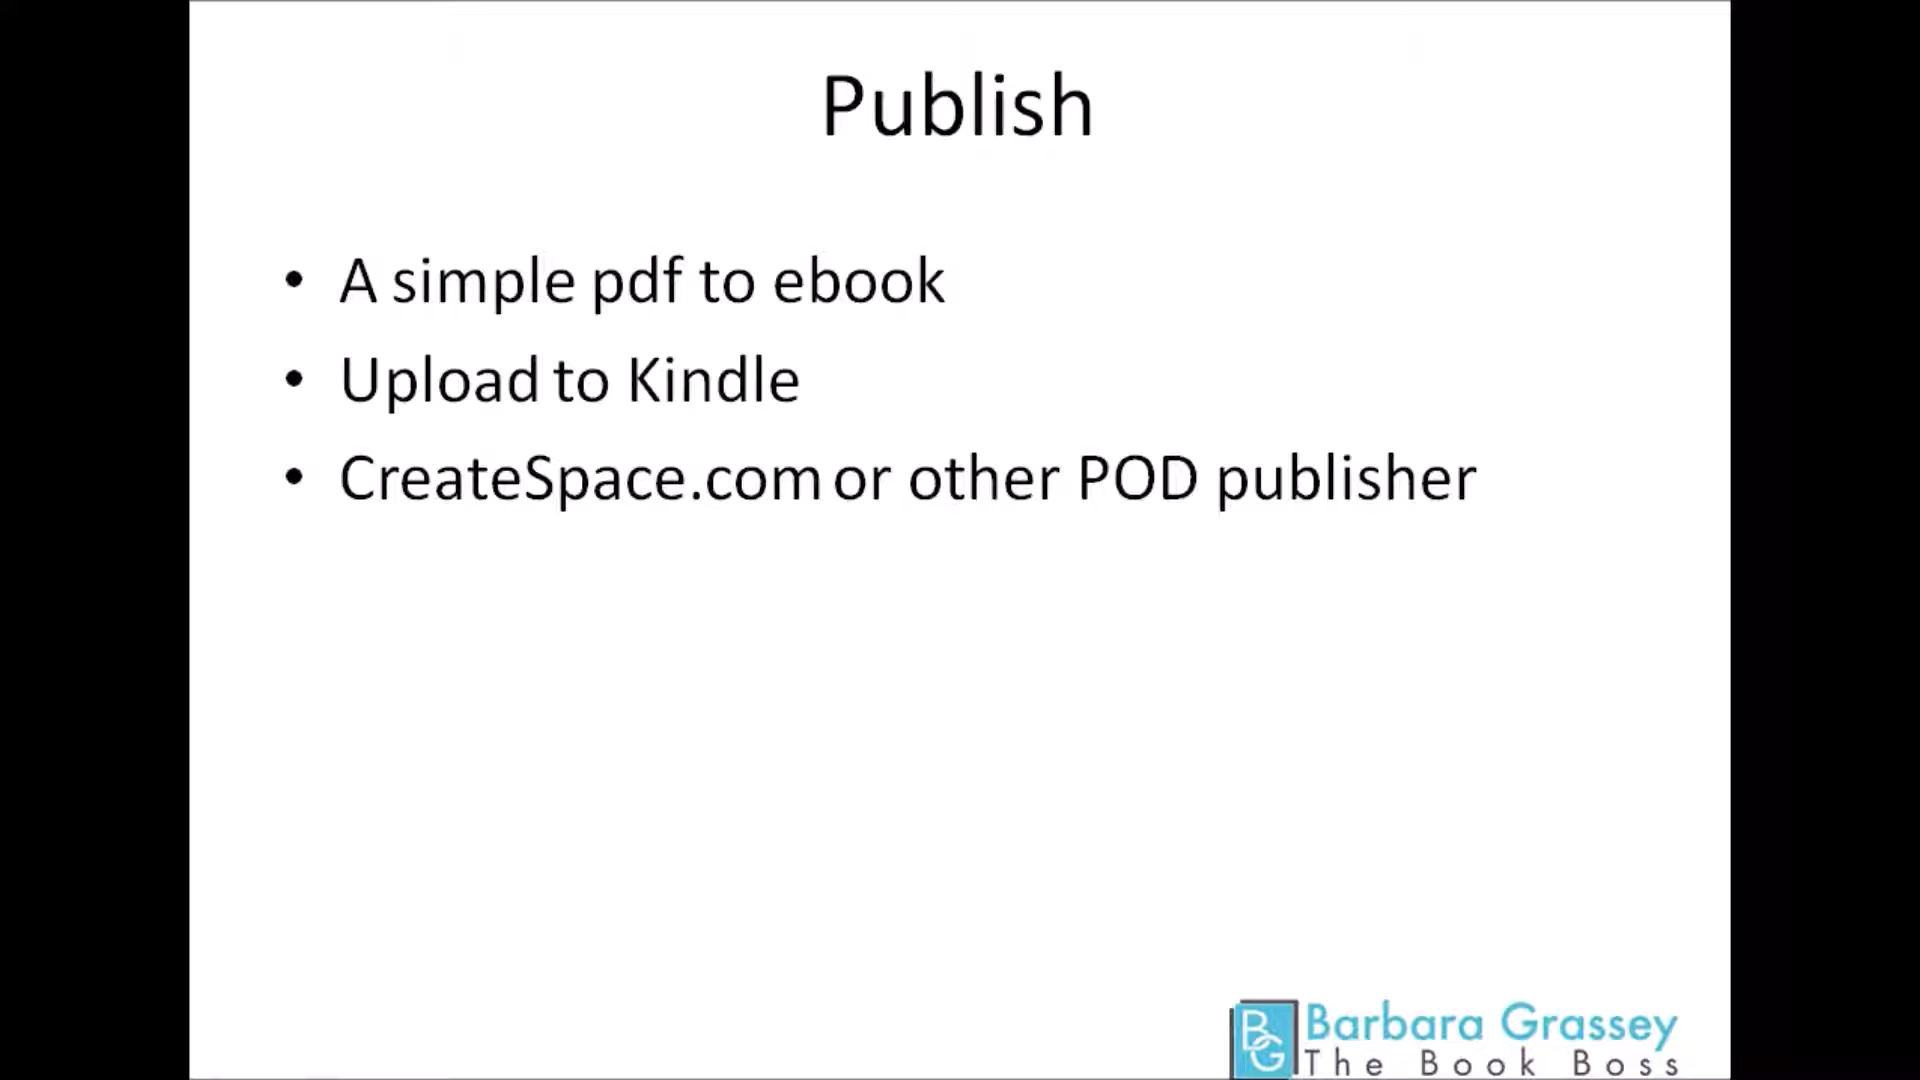 Publish
• A simple pdf to ebook
• Upload to Kindle
• CreateSpace.com or other POD publisher
BG
Barbara Grassey
The Book Boss